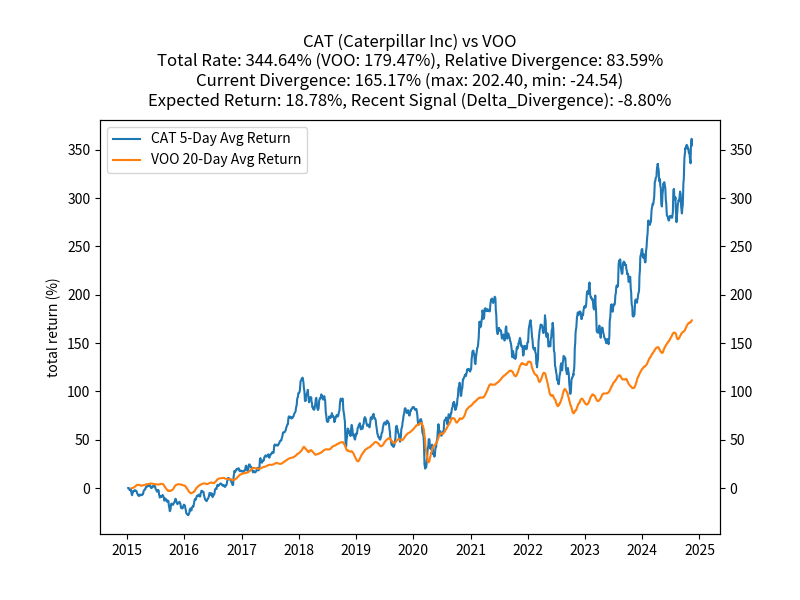 CAT (Caterpillar Inc) vs VOO
Total Rate: 344.64% (VOO: 179.47%), Relative Divergence: 83.59%
Current Divergence: 165.17% (max: 202.40, min: -24.54)
Expected Return: 18.78%, Recent Signal (Delta_Divergence): -8.80%
CAT 5-Day Avg Return
VOO 20-Day Avg Return
total return (%)
350 350
300 300
250 250
200 200
150 150
100 100
50 50
0 0
2015 2016 2017 2018 2019 2020 2021 2022 2023 2024 2025